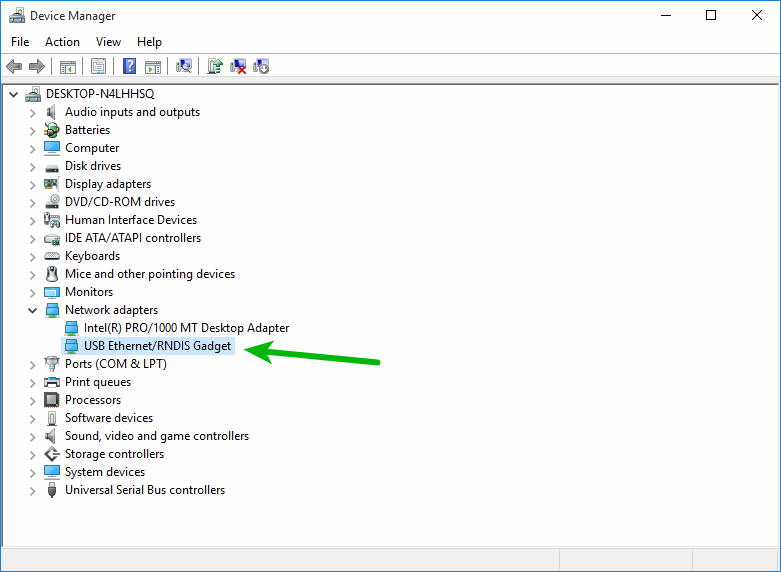 Device Manager
File Action View Help
DESKTOP-N4LHHSQ
Audio inputs and outputs
Batteries
Computer
Disk drives
Display adapters
DVD/CD-ROM drives
Human Interface Devices
IDE ATA/ATAPI controllers
Keyboards
Mice and other pointing devices
Monitors
Network adapters
Intel(R) PRO/1000 MT Desktop Adapter
USB Ethernet/RNDIS Gadget
Ports (COM & LPT)
Print queues
Processors
Software devices
Sound, video and game controllers
Storage controllers
System devices
Universal Serial Bus controllers